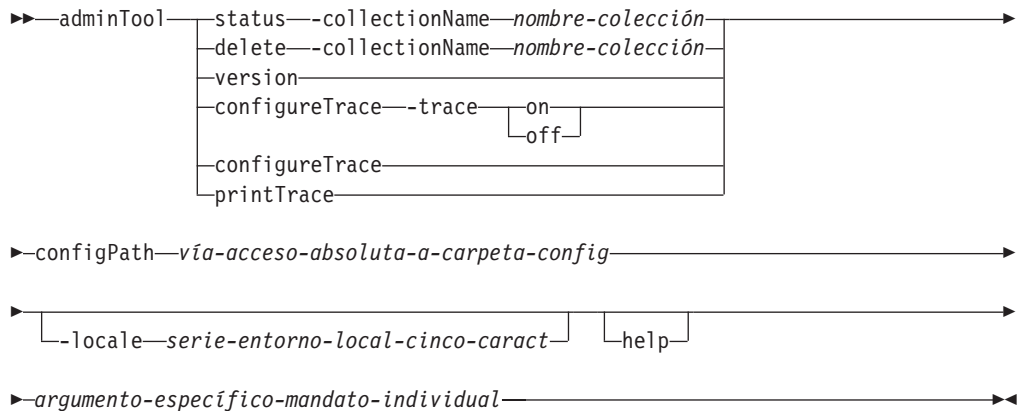 adminTool status -collectionName nombre-colección
delete -collectionName nombre-colección
version
configureTrace -trace on
off
configureTrace
printTrace
configPath vía-acceso-absoluta-a-carpeta-config
-locale serie-entorno-local-cinco-caract help
argumento-específico-mandato-individual